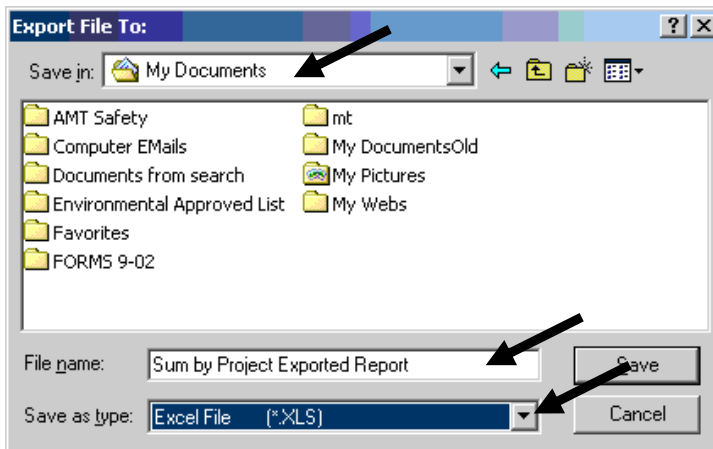 Export File To:
Save in: My Documents
AMT Safety
Computer EMails
Documents from search
Environmental Approved List
Favorites
FORMS 9-02
mt
My DocumentsOld
My Pictures
My Webs
File name: Sum by Project Exported Report Save
Save as type: Excel File (*.XLS) Cancel